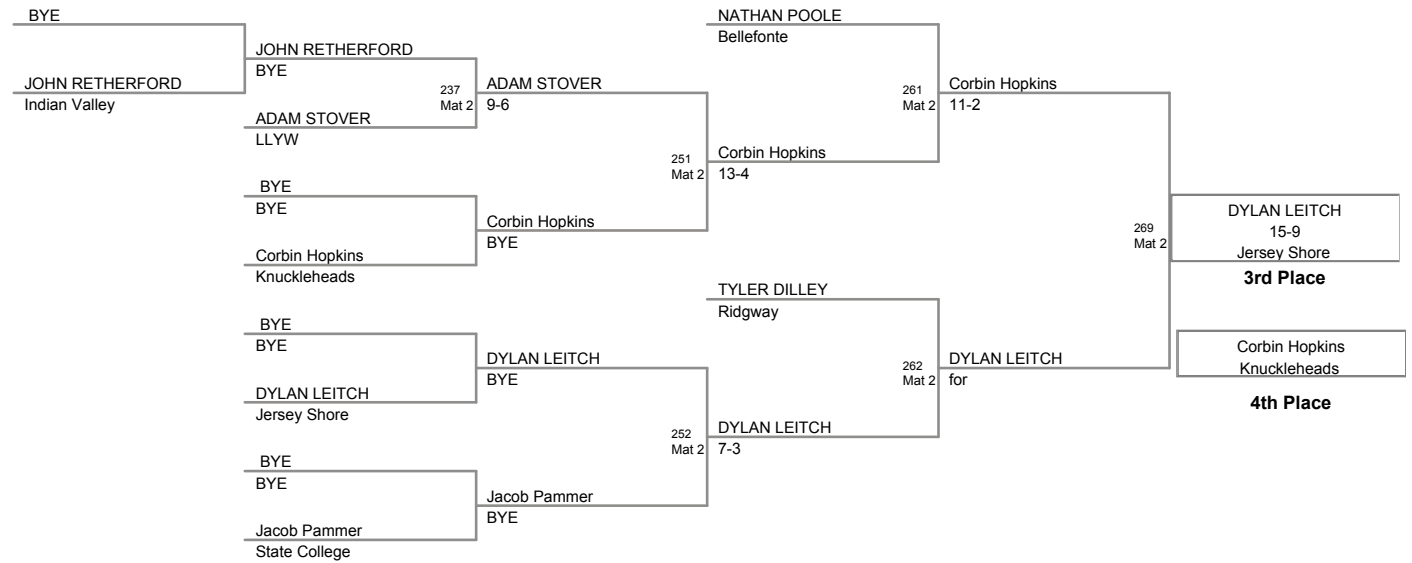 BYE
JOHN RETHERFORD
Indian Valley
JOHN RETHERFORD
BYE
237
Mat 2
ADAM STOVER
LLYW
BYE
BYE
Corbin Hopkins
Knuckleheads
BYE
BYE
DYLAN LEITCH
Jersey Shore
BYE
BYE
Jacob Pammer
State College
ADAM STOVER
9-6
251
Mat 2
Corbin Hopkins
BYE
DYLAN LEITCH
BYE
252
Mat 2
Jacob Pammer
BYE
NATHAN POOLE
Bellefonte
261
Mat 2
Corbin Hopkins
13-4
TYLER DILLEY
Ridgway
262
Mat 2
DYLAN LEITCH
7-3
Corbin Hopkins
11-2
269
Mat 2
DYLAN LEITCH
for
DYLAN LEITCH
15-9
Jersey Shore
3rd Place
Corbin Hopkins
Knuckleheads
4th Place